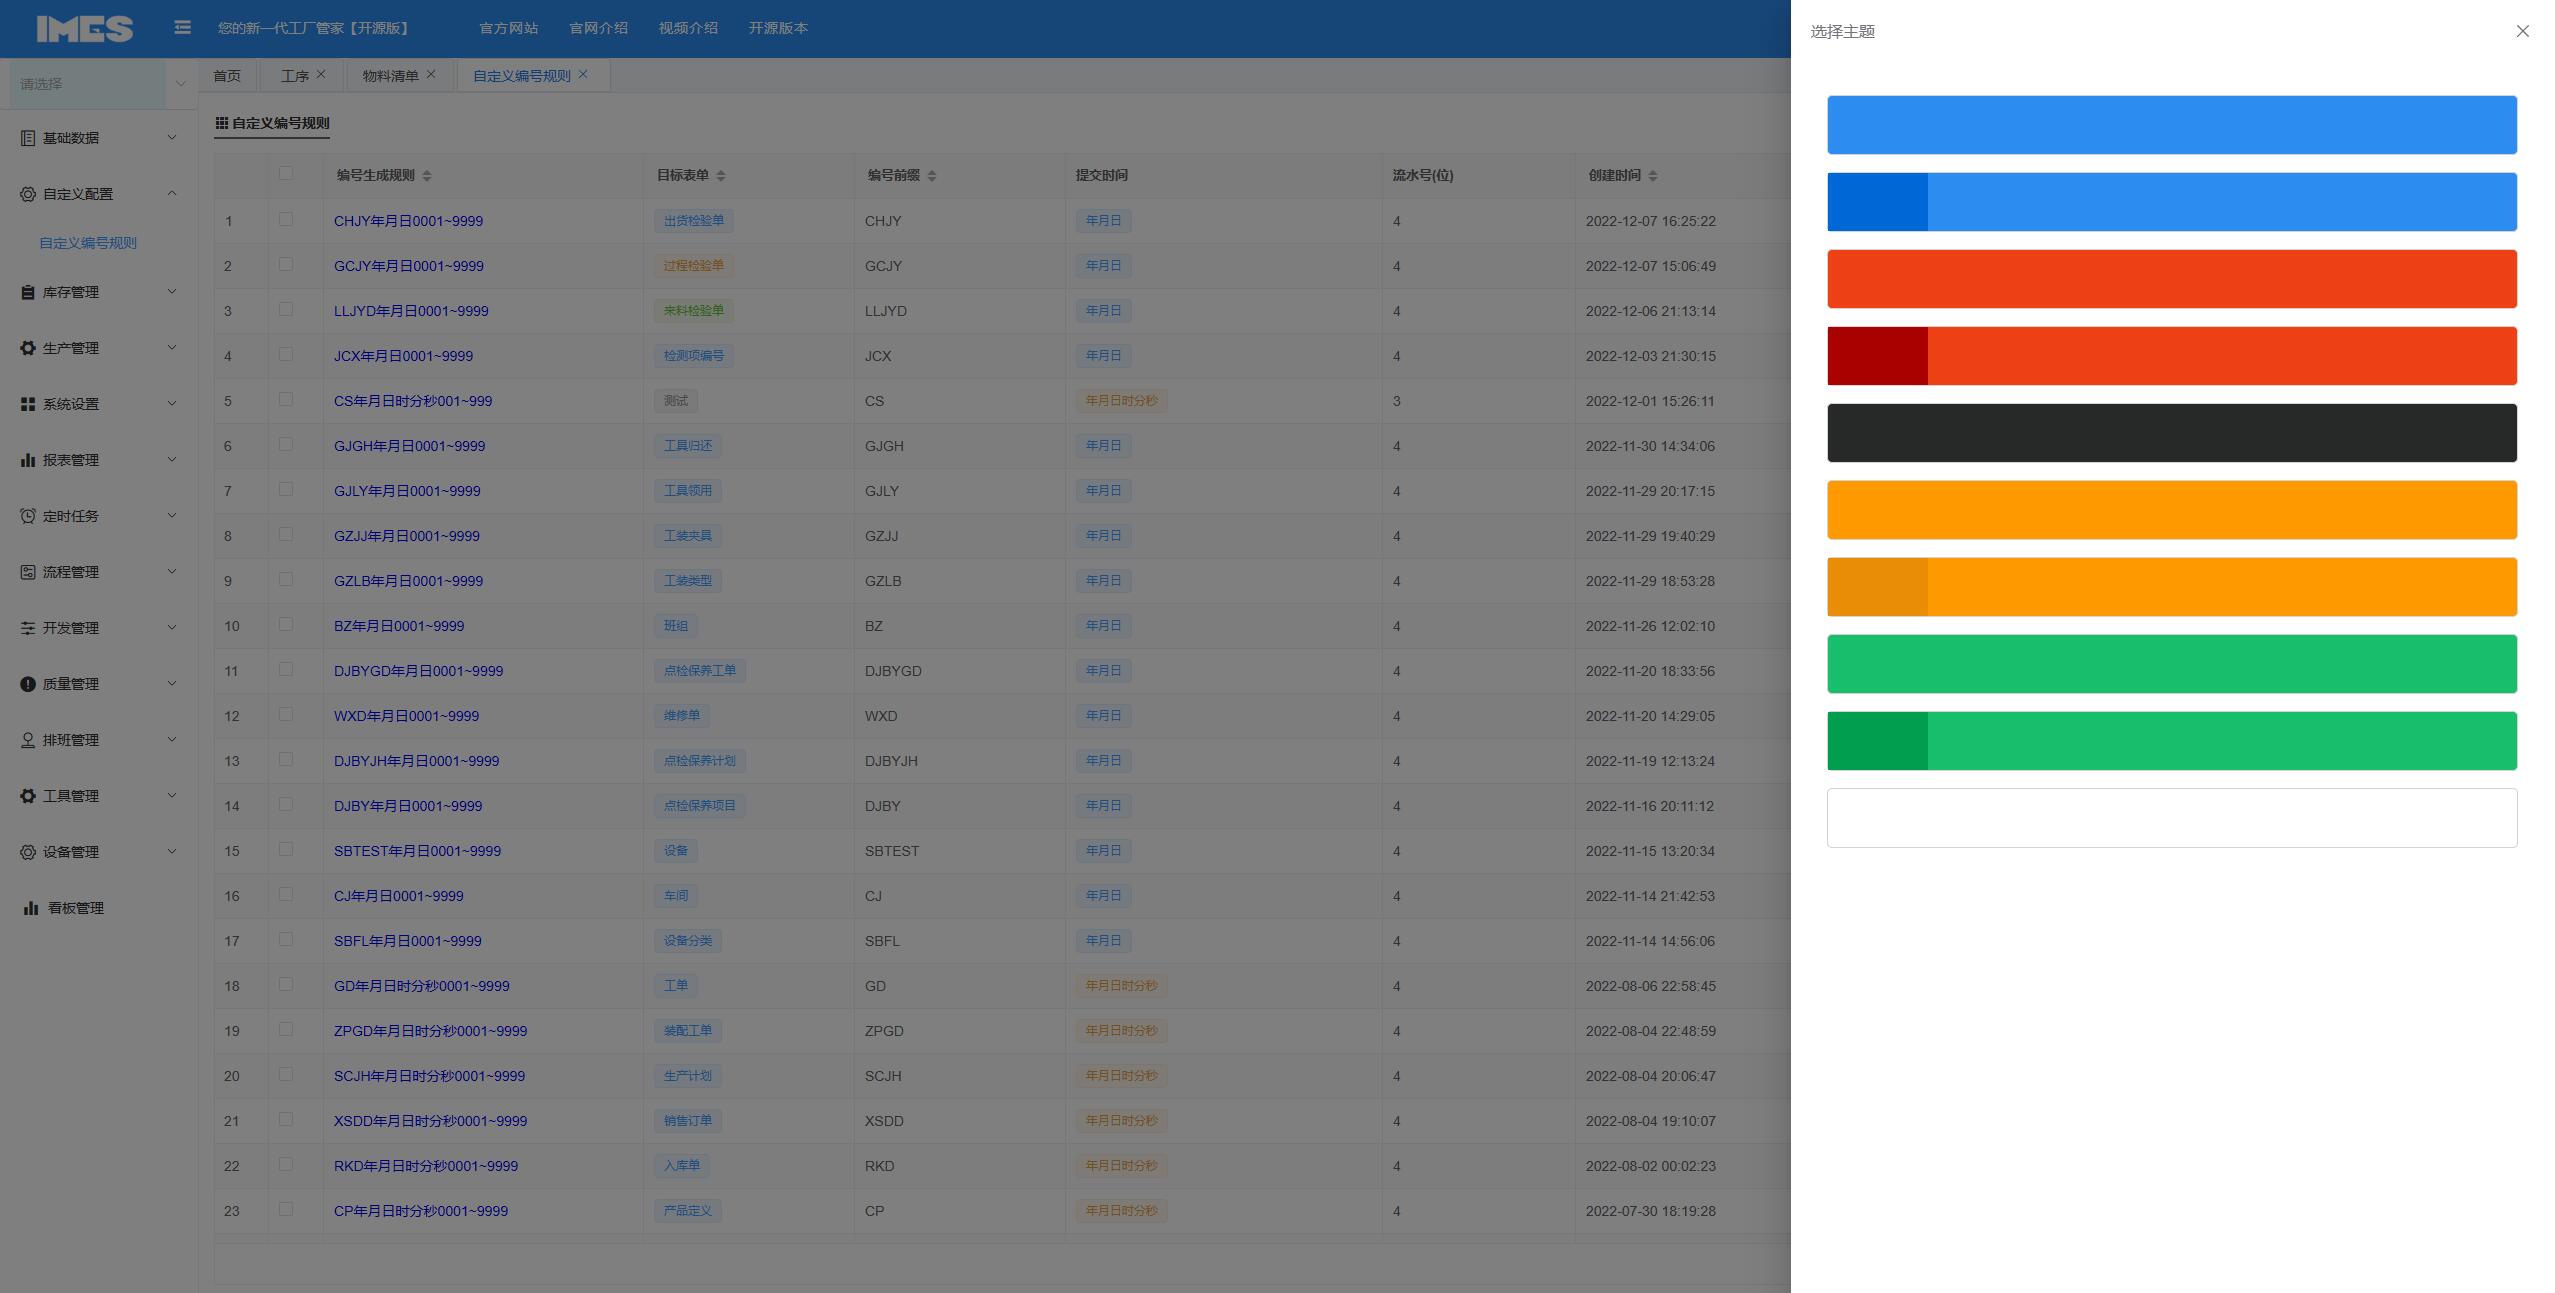 IMES 您的新一代工厂管家【开源版】 官方网站 官网介绍 视频介绍 开源版本
选择主题
请选择
首页 工序 物料清单 自定义编号规则
基础数据
自定义配置
自定义编号规则
库存管理
生产管理
系统设置
报表管理
定时任务
流程管理
开发管理
质量管理
排班管理
工具管理
设备管理
看板管理
自定义编号规则
编号生成规则 目标表单 编号前缀 提交时间 流水号(位) 创建时间
1 CHJY年月日0001~9999 出货检验单 CHJY 年月日 4 2022-12-07 16:25:22
2 GCJY年月日0001~9999 过程检验单 GCJY 年月日 4 2022-12-07 15:06:49
3 LLJYD年月日0001~9999 来料检验单 LLJYD 年月日 4 2022-12-06 21:13:14
4 JCX年月日0001~9999 检测项编号 JCX 年月日 4 2022-12-03 21:30:15
5 CS年月日时分秒001~999 测试 CS 年月日时分秒 3 2022-12-01 15:26:11
6 GJGH年月日0001~9999 工具归还 GJGH 年月日 4 2022-11-30 14:34:06
7 GJLY年月日0001~9999 工具领用 GJLY 年月日 4 2022-11-29 20:17:15
8 GZJJ年月日0001~9999 工装夹具 GZJJ 年月日 4 2022-11-29 19:40:29
9 GZLB年月日0001~9999 工装类型 GZLB 年月日 4 2022-11-29 18:53:28
10 BZ年月日0001~9999 班组 BZ 年月日 4 2022-11-26 12:02:10
11 DJBYGD年月日0001~9999 点检保养工单 DJBYGD 年月日 4 2022-11-20 18:33:56
12 WXD年月日0001~9999 维修单 WXD 年月日 4 2022-11-20 14:29:05
13 DJBYJH年月日0001~9999 点检保养计划 DJBYJH 年月日 4 2022-11-19 12:13:24
14 DJBY年月日0001~9999 点检保养项目 DJBY 年月日 4 2022-11-16 20:11:12
15 SBTEST年月日0001~9999 设备 SBTEST 年月日 4 2022-11-15 13:20:34
16 CJ年月日0001~9999 车间 CJ 年月日 4 2022-11-14 21:42:53
17 SBFL年月日0001~9999 设备分类 SBFL 年月日 4 2022-11-14 14:56:06
18 GD年月日时分秒0001~9999 工单 GD 年月日时分秒 4 2022-08-06 22:58:45
19 ZPGD年月日时分秒0001~9999 装配工单 ZPGD 年月日时分秒 4 2022-08-04 22:48:59
20 SCJH年月日时分秒0001~9999 生产计划 SCJH 年月日时分秒 4 2022-08-04 20:06:47
21 XSDD年月日时分秒0001~9999 销售订单 XSDD 年月日时分秒 4 2022-08-04 19:10:07
22 RKD年月日时分秒0001~9999 入库单 RKD 年月日时分秒 4 2022-08-02 00:02:23
23 CP年月日时分秒0001~9999 产品定义 CP 年月日时分秒 4 2022-07-30 18:19:28